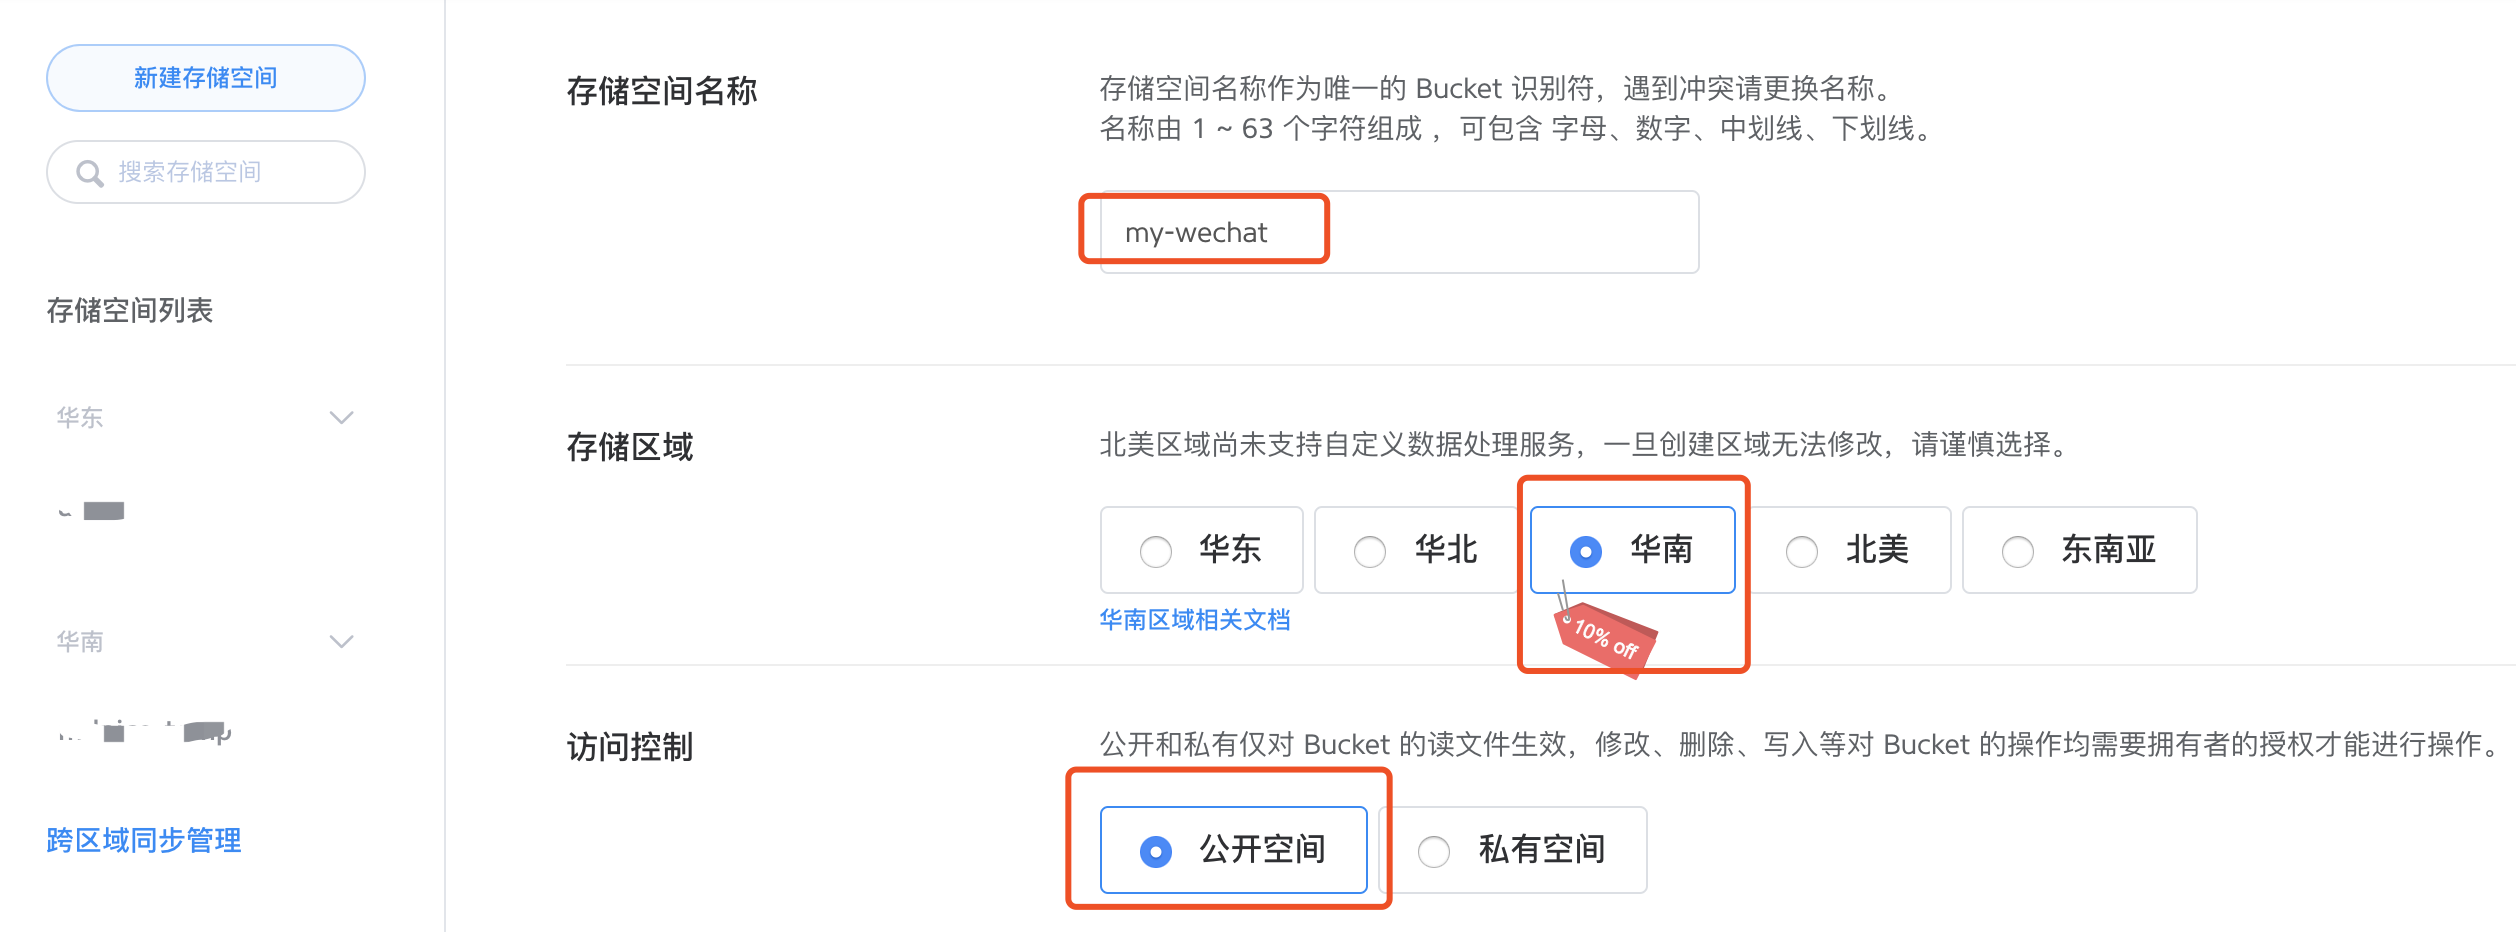 新建存储空间
搜索存储空间
存储空间列表
华东
华南
跨区域同步管理
存储空间名称
存储空间名称作为唯一的 Bucket 识别符，遇到冲突请更换名称。
名称由 1 ~ 63 个字符组成 ，可包含 字母、数字、中划线、下划线。
my-wechat
存储区域
北美区域尚未支持自定义数据处理服务，一旦创建区域无法修改，请谨慎选择。
华东
华北
华南
北美
东南亚
10% off
华南区域相关文档
访问控制
公开和私有仅对 Bucket 的读文件生效，修改、删除、写入等对 Bucket 的操作均需要拥有者的授权才能进行操作。
公开空间
私有空间